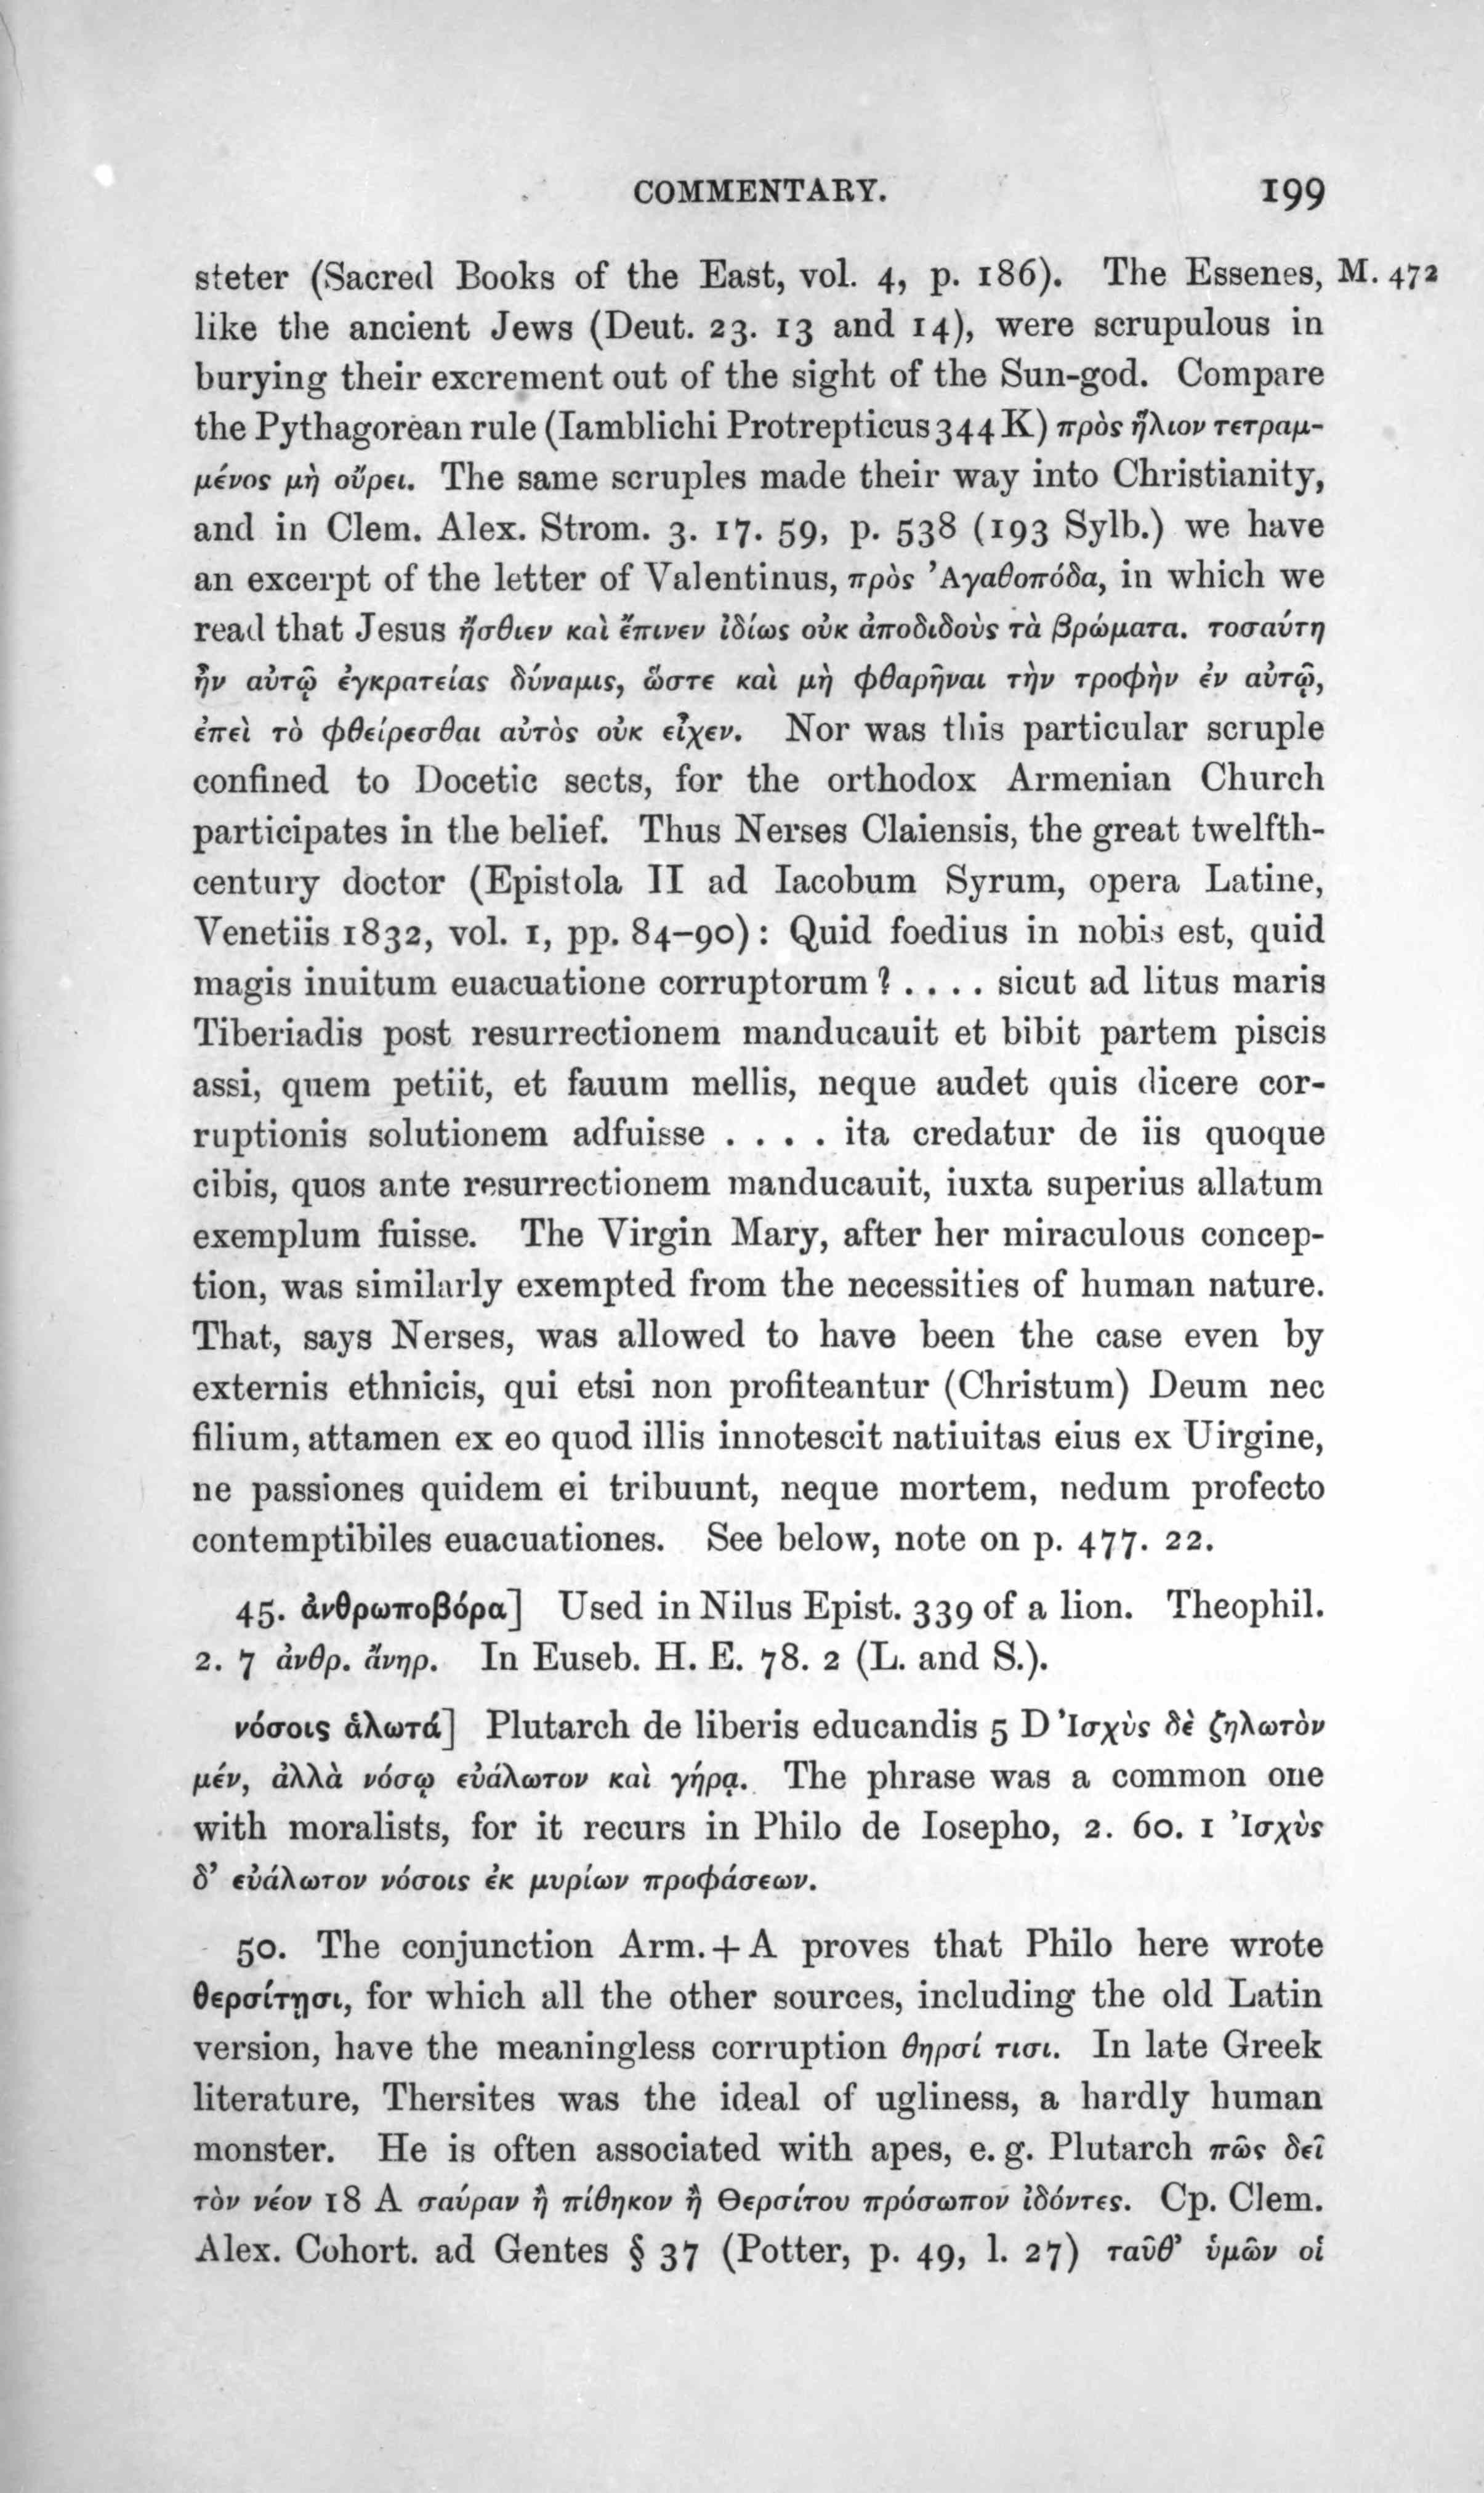 COMMENTARY. 199
steter (Sacred Books of the East, vol. 4, p. 186). The Essenes, M. 472
like the ancient Jews (Deut. 23. 13 and 14), were scrupulous in
burying their excrement out of the sight of the Sun-god. Compare
the Pythagorean rule (Iamblichi Protrepticus 344 K) πρὸς ἥλιον τετραμ-
μένος μὴ οὔρει. The same scruples made their way into Christianity,
and in Clem. Alex. Strom. 3. 17. 59, p. 538 (193 Sylb.) we have
an excerpt of the letter of Valentinus, πρὸς Ἀγαθοπόδα, in which we
read that Jesus ἤσθιεν καὶ ἔπινεν ἰδίως οὐκ ἀποδιδοὺς τὰ βρώματα. τοσαύτη
ἦν αὐτῷ ἐγκρατείας δύναμις, ὥστε καὶ μὴ φθαρῆναι τὴν τροφὴν ἐν αὐτῷ,
ἐπεὶ τὸ φθείρεσθαι αὐτὸς οὐκ εἶχεν. Nor was this particular scruple
confined to Docetic sects, for the orthodox Armenian Church
participates in the belief. Thus Nerses Claiensis, the great twelfth-
century doctor (Epistola II ad Iacobum Syrum, opera Latine,
Venetiis 1832, vol. 1, pp. 84–90): Quid foedius in nobis est, quid
magis inuitum euacuatione corruptorum? . . . . sicut ad litus maris
Tiberiadis post resurrectionem manducauit et bibit partem piscis
assi, quem petiit, et fauum mellis, neque audet quis dicere cor-
ruptionis solutionem adfuisse . . . . ita credatur de iis quoque
cibis, quos ante resurrectionem manducauit, iuxta superius allatum
exemplum fuisse. The Virgin Mary, after her miraculous concep-
tion, was similarly exempted from the necessities of human nature.
That, says Nerses, was allowed to have been the case even by
externis ethnicis, qui etsi non profiteantur (Christum) Deum nec
filium, attamen ex eo quod illis innotescit natiuitas eius ex Uirgine,
ne passiones quidem ei tribuunt, neque mortem, nedum profecto
contemptibiles euacuationes. See below, note on p. 477. 22.
45. ἀνθρωποβόρα] Used in Nilus Epist. 339 of a lion. Theophil.
2. 7 ἀνθρ. ἄνηρ. In Euseb. H. E. 78. 2 (L. and S.).
νόσοις ἁλωτά] Plutarch de liberis educandis 5 D Ἰσχὺς δὲ ζηλωτὸν
μέν, ἀλλὰ νόσῳ εὐάλωτον καὶ γήρᾳ. The phrase was a common one
with moralists, for it recurs in Philo de Iosepho, 2. 60. 1 Ἰσχὺς
δ’ εὐάλωτον νόσοις ἐκ μυρίων προφάσεων.
50. The conjunction Arm. + A proves that Philo here wrote
θερσίτῃσι, for which all the other sources, including the old Latin
version, have the meaningless corruption θηρσί τισι. In late Greek
literature, Thersites was the ideal of ugliness, a hardly human
monster. He is often associated with apes, e. g. Plutarch πῶς δεῖ
τὸν νέον 18 A σαύραν ἢ πίθηκον ἢ Θερσίτου πρόσωπον ἰδόντες. Cp. Clem.
Alex. Cohort. ad Gentes § 37 (Potter, p. 49, l. 27) ταῦθ’ ὑμῶν οἱ